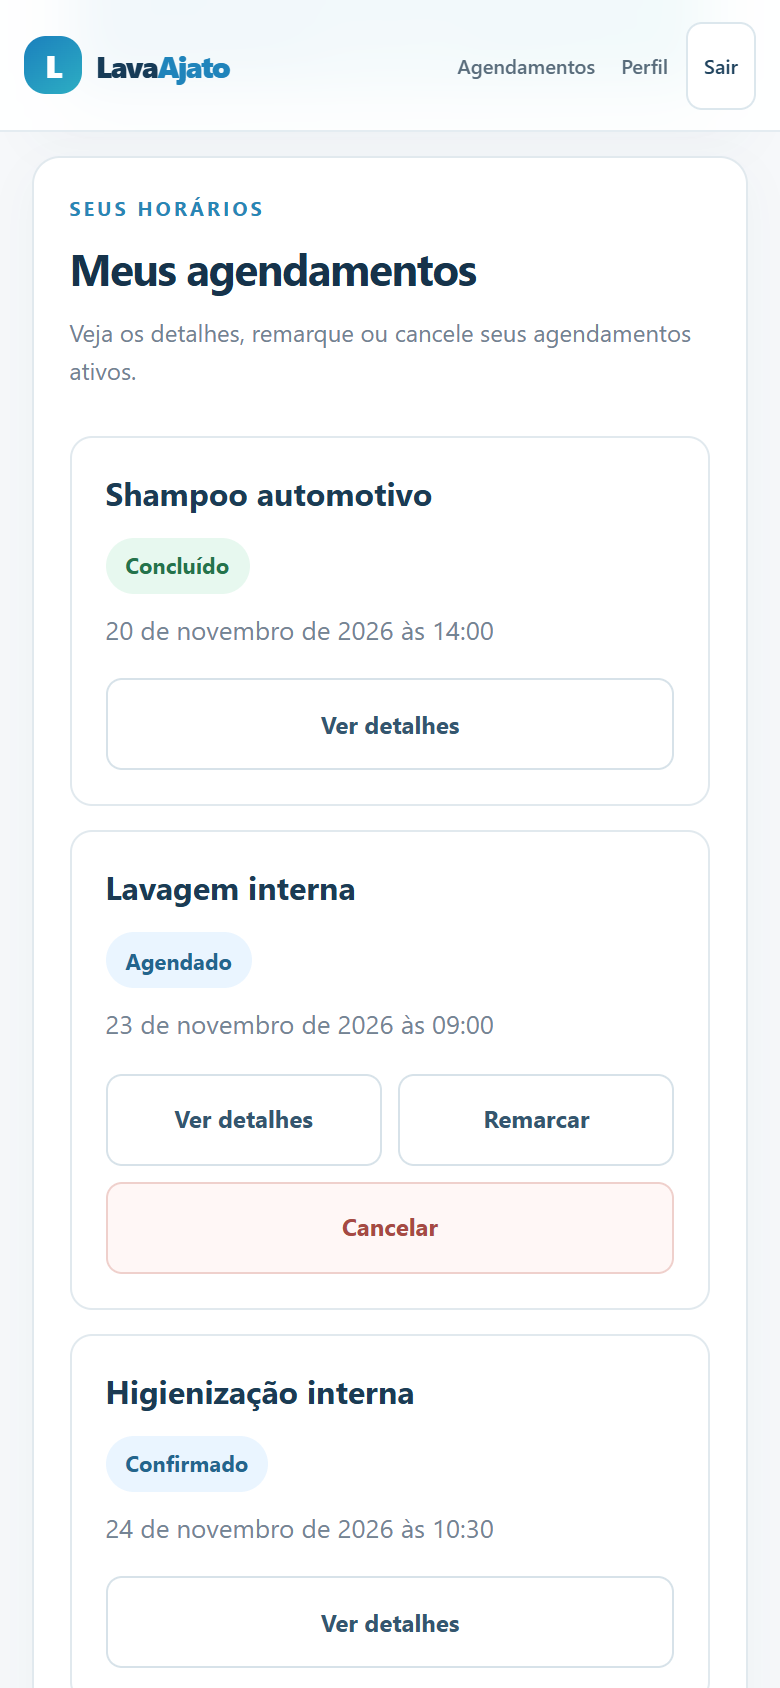 L LavaAjato Agendamentos Perfil Sair
SEUS HORÁRIOS
Meus agendamentos
Veja os detalhes, remarque ou cancele seus agendamentos
ativos.
Shampoo automotivo
Concluído
20 de novembro de 2026 às 14:00
Ver detalhes
Lavagem interna
Agendado
23 de novembro de 2026 às 09:00
Ver detalhes Remarcar
Cancelar
Higienização interna
Confirmado
24 de novembro de 2026 às 10:30
Ver detalhes